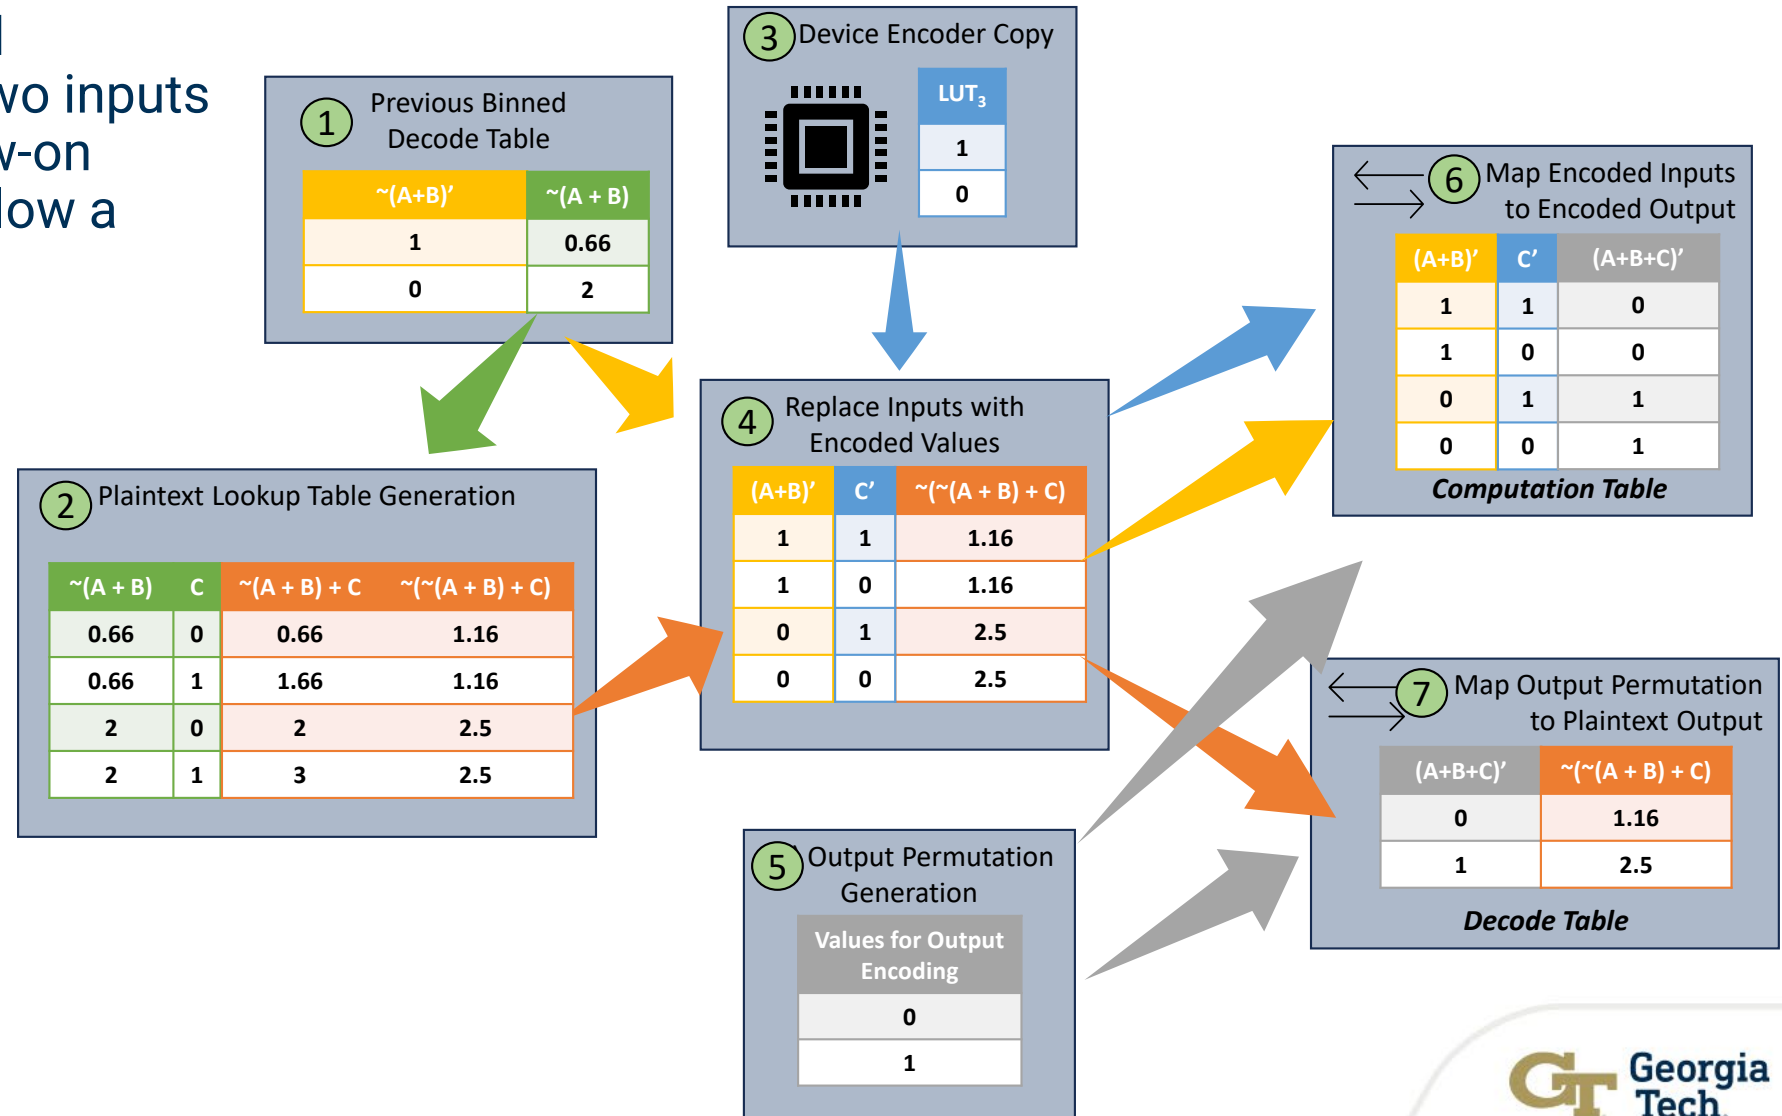 wo inputs
w-on
low a
1
Previous Binned
Decode Table
~(A+B)’ ~(A + B)
1 0.66
0 2
2
Plaintext Lookup Table Generation
~(A + B) C ~(A + B) + C ~(~(A + B) + C)
0.66 0 0.66 1.16
0.66 1 1.66 1.16
2 0 2 2.5
2 1 3 2.5
3
Device Encoder Copy
LUT₃
1
0
4
Replace Inputs with
Encoded Values
(A+B)’ C’ ~(~(A + B) + C)
1 1 1.16
1 0 1.16
0 1 2.5
0 0 2.5
5
Output Permutation
Generation
Values for Output
Encoding
0
1
6
Map Encoded Inputs
to Encoded Output
(A+B)’ C’ (A+B+C)’
1 1 0
1 0 0
0 1 1
0 0 1
Computation Table
7
Map Output Permutation
to Plaintext Output
(A+B+C)’ ~(~(A + B) + C)
0 1.16
1 2.5
Decode Table
GT
Georgia
Tech